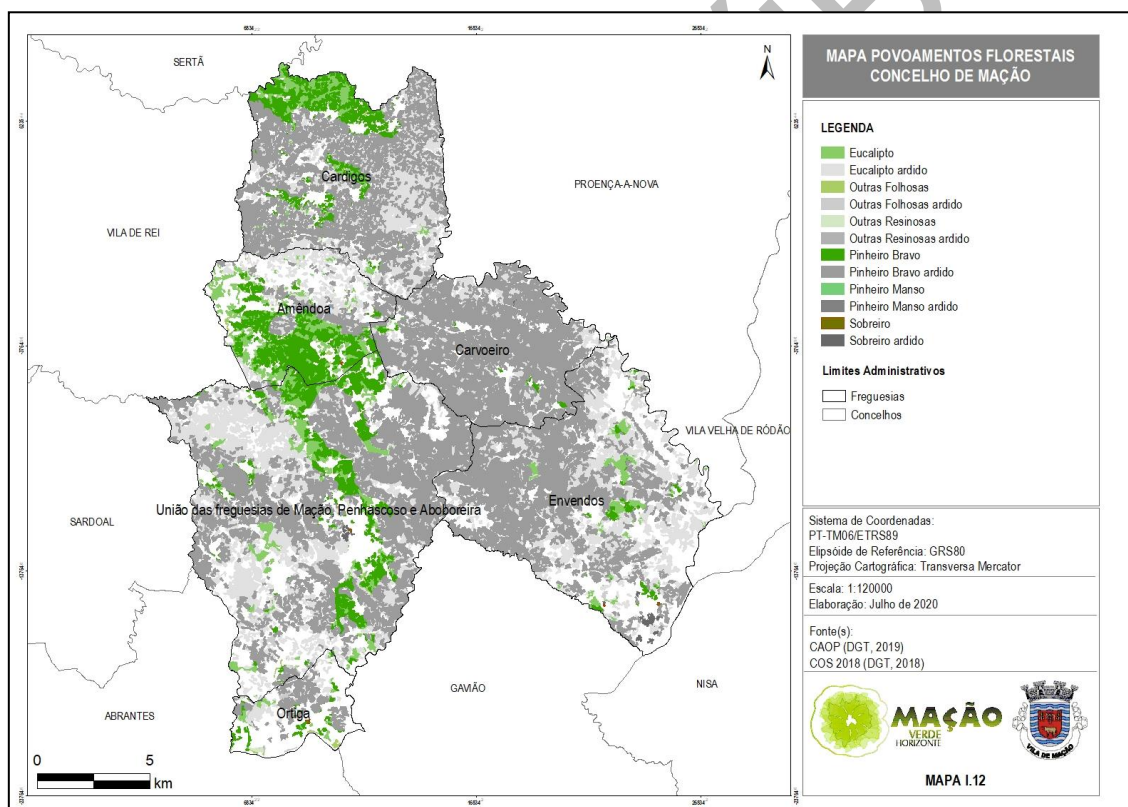 MAPA POVOAMENTOS FLORESTAIS
CONCELHO DE MAÇÃO
N
SERTÃ
PROENÇA-A-NOVA
VILA DE REI
Cardigos
Amêndoa
Carvoeiro
VILA VELHA DE RÓDÃO
Envendos
União das freguesias de Mação, Penhascoso e Aboboreira
SARDOAL
ABRANTES
Ortiga
GAVIÃO
NISA
0 5
km
LEGENDA
Eucalipto
Eucalipto ardido
Outras Folhosas
Outras Folhosas ardido
Outras Resinosas
Outras Resinosas ardido
Pinheiro Bravo
Pinheiro Bravo ardido
Pinheiro Manso
Pinheiro Manso ardido
Sobreiro
Sobreiro ardido
Limites Administrativos
Freguesias
Concelhos
Sistema de Coordenadas:
PT-TM06/ETRS89
Elipsóide de Referência: GRS80
Projeção Cartográfica: Transversa Mercator
Escala: 1:120000
Elaboração: Julho de 2020
Fonte(s):
CAOP (DGT, 2019)
COS 2018 (DGT, 2018)
MAÇÃO
VERDE
HORIZONTE
VILA DE MAÇÃO
MAPA I.12